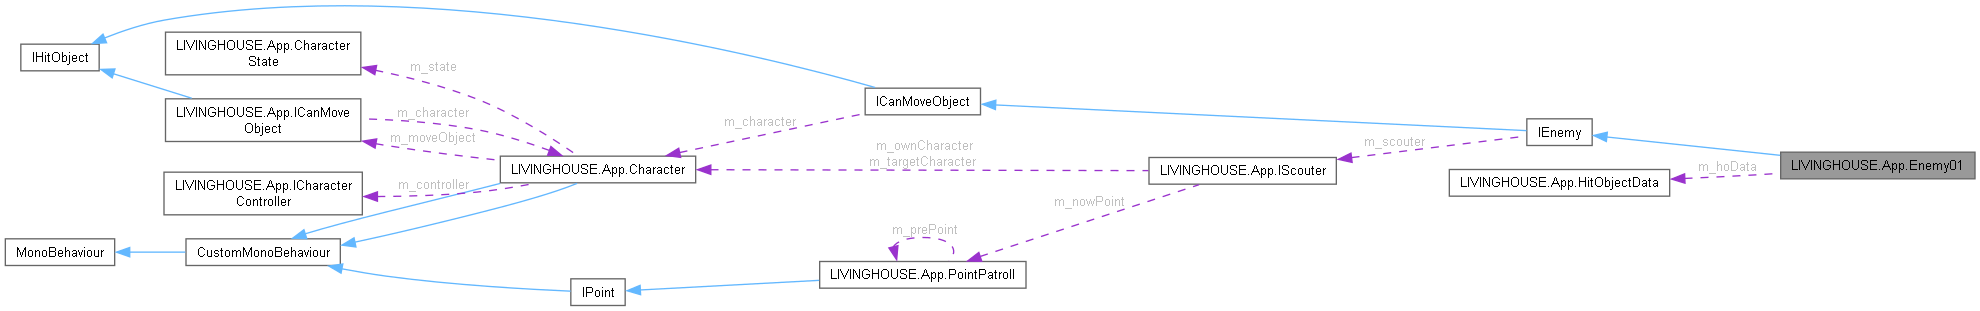 IHitObject
LIVINGHOUSE.App.Character
State
m_state
LIVINGHOUSE.App.ICanMove
Object
m_character
m_moveObject
LIVINGHOUSE.App.ICharacter
Controller
m_controller
MonoBehaviour
CustomMonoBehaviour
LIVINGHOUSE.App.Character
IPoint
m_character
ICanMoveObject
m_ownCharacter
m_targetCharacter
m_prePoint
LIVINGHOUSE.App.PointPatroll
m_nowPoint
LIVINGHOUSE.App.IScouter
m_scouter
IEnemy
LIVINGHOUSE.App.HitObjectData
m_hoData
LIVINGHOUSE.App.Enemy01